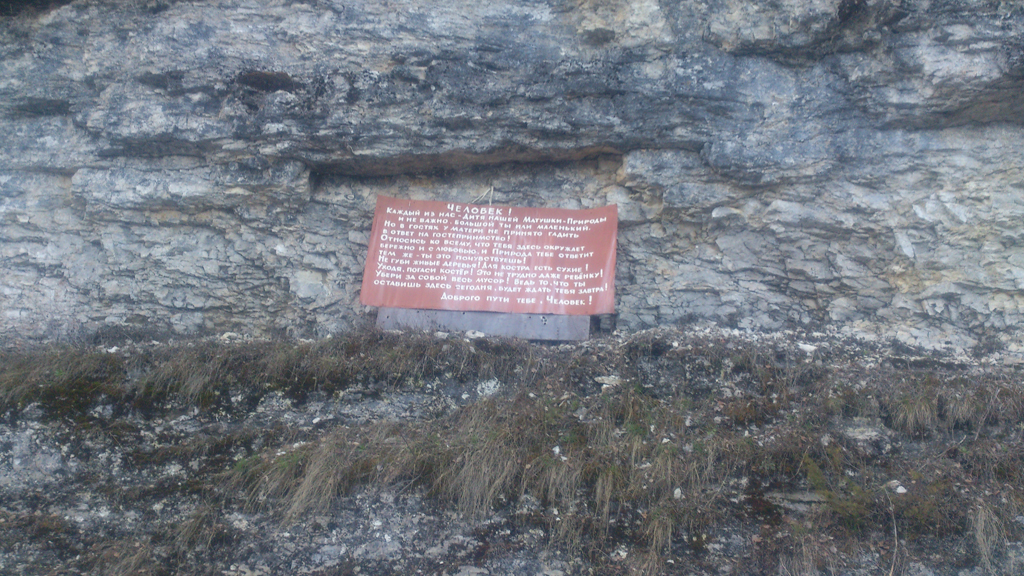 Человек!
Каждый из нас - Дитя нашей Матушки-Природы
и не важно, большой ты или маленький.
Но в гостях у матери не принято гадить
в ответ на гостеприимство!
Относись ко всему, что тебя здесь окружает
бережно и с любовью, и Природа тебе ответит
тем же - ты это почувствуешь!
Не губи живые деревья! Для костра есть сухие!
Уходя, погаси костёр! Это не трудно даже ребёнку!
Убери за собой весь мусор! Ведь то, что ты
оставишь здесь сегодня, будет ждать тебя завтра!
Доброго пути тебе, Человек!